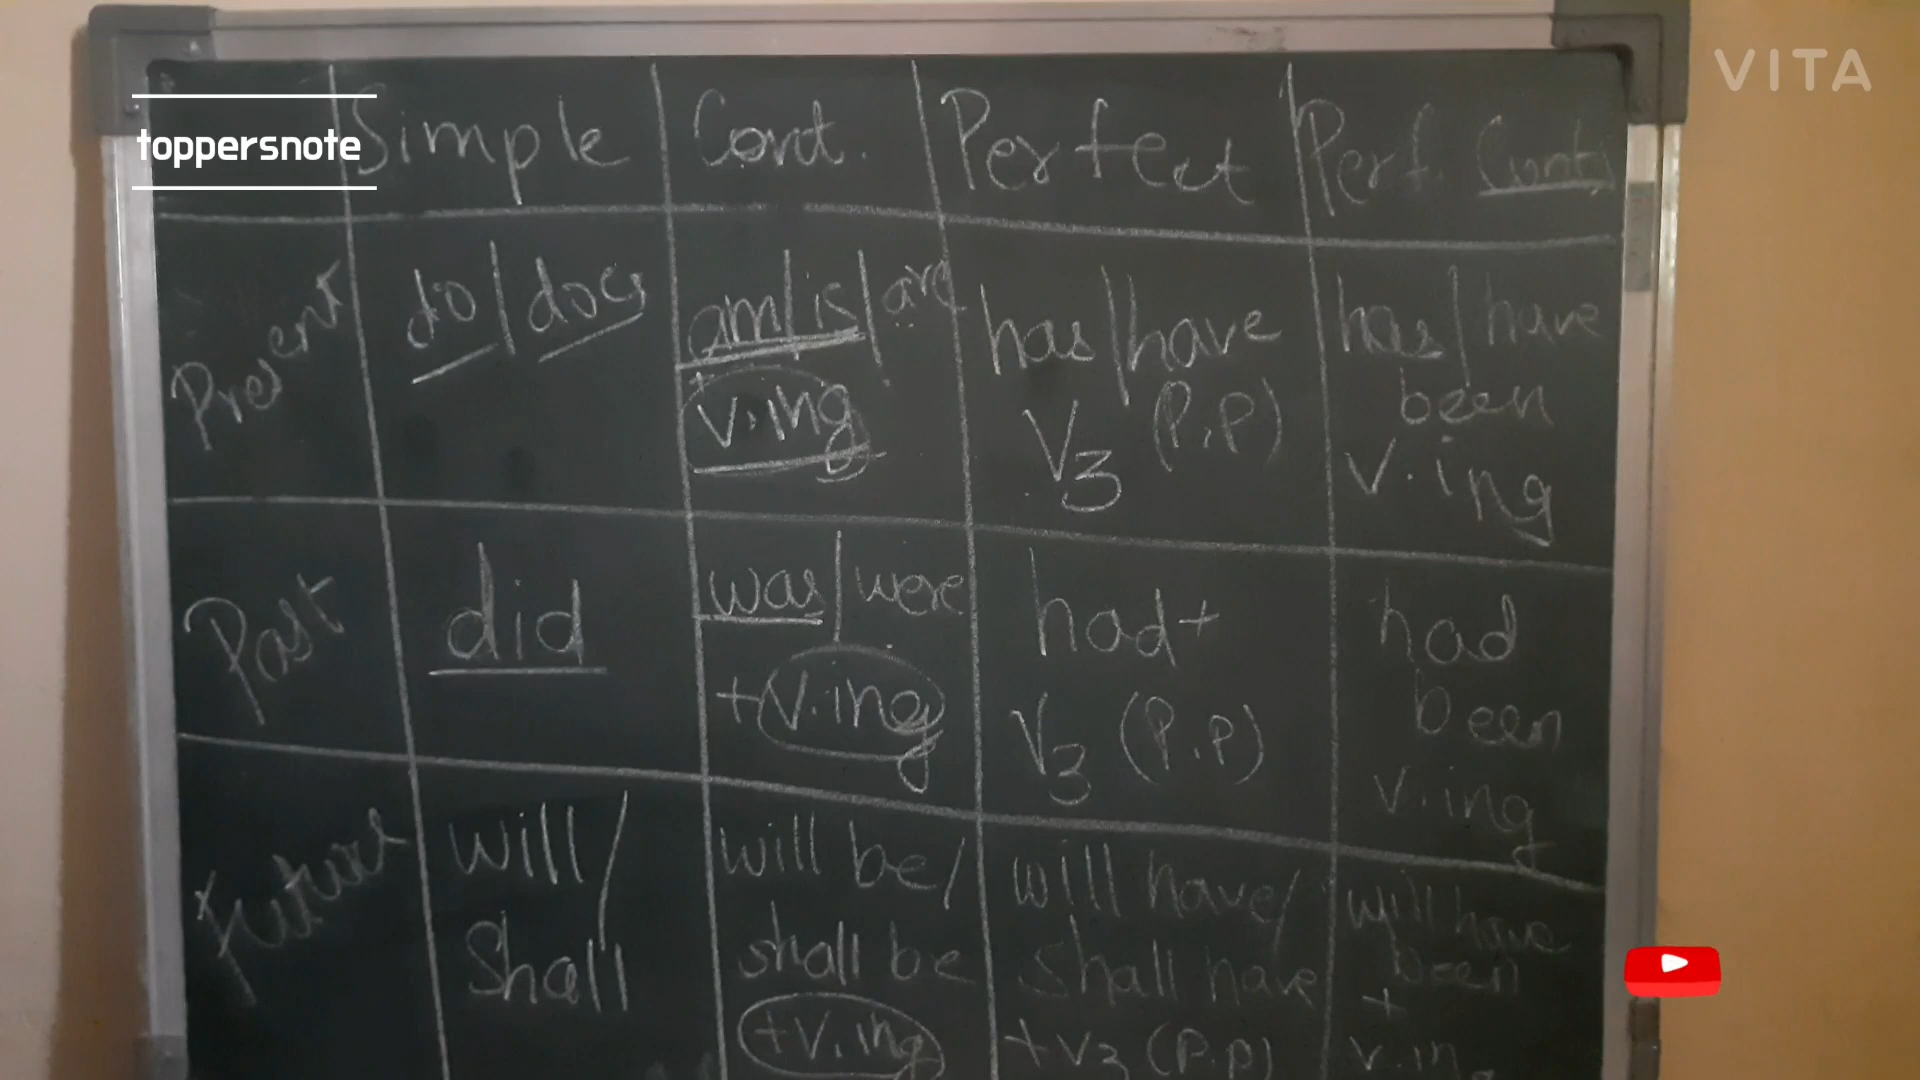 VITA
toppersnote
Simple Cont. Perfect Perf. Cont.
Present do/does am/is/are has/have has/have
v.ing V3 (P.P) been
v.ing
Past did was/were had+ had
+v.ing V3 (P.P) been
v.ing
Future will/ will be/ will have/ will have
Shall shall be Shall have been
+
+v.ing +V3 (P.P) v.ing